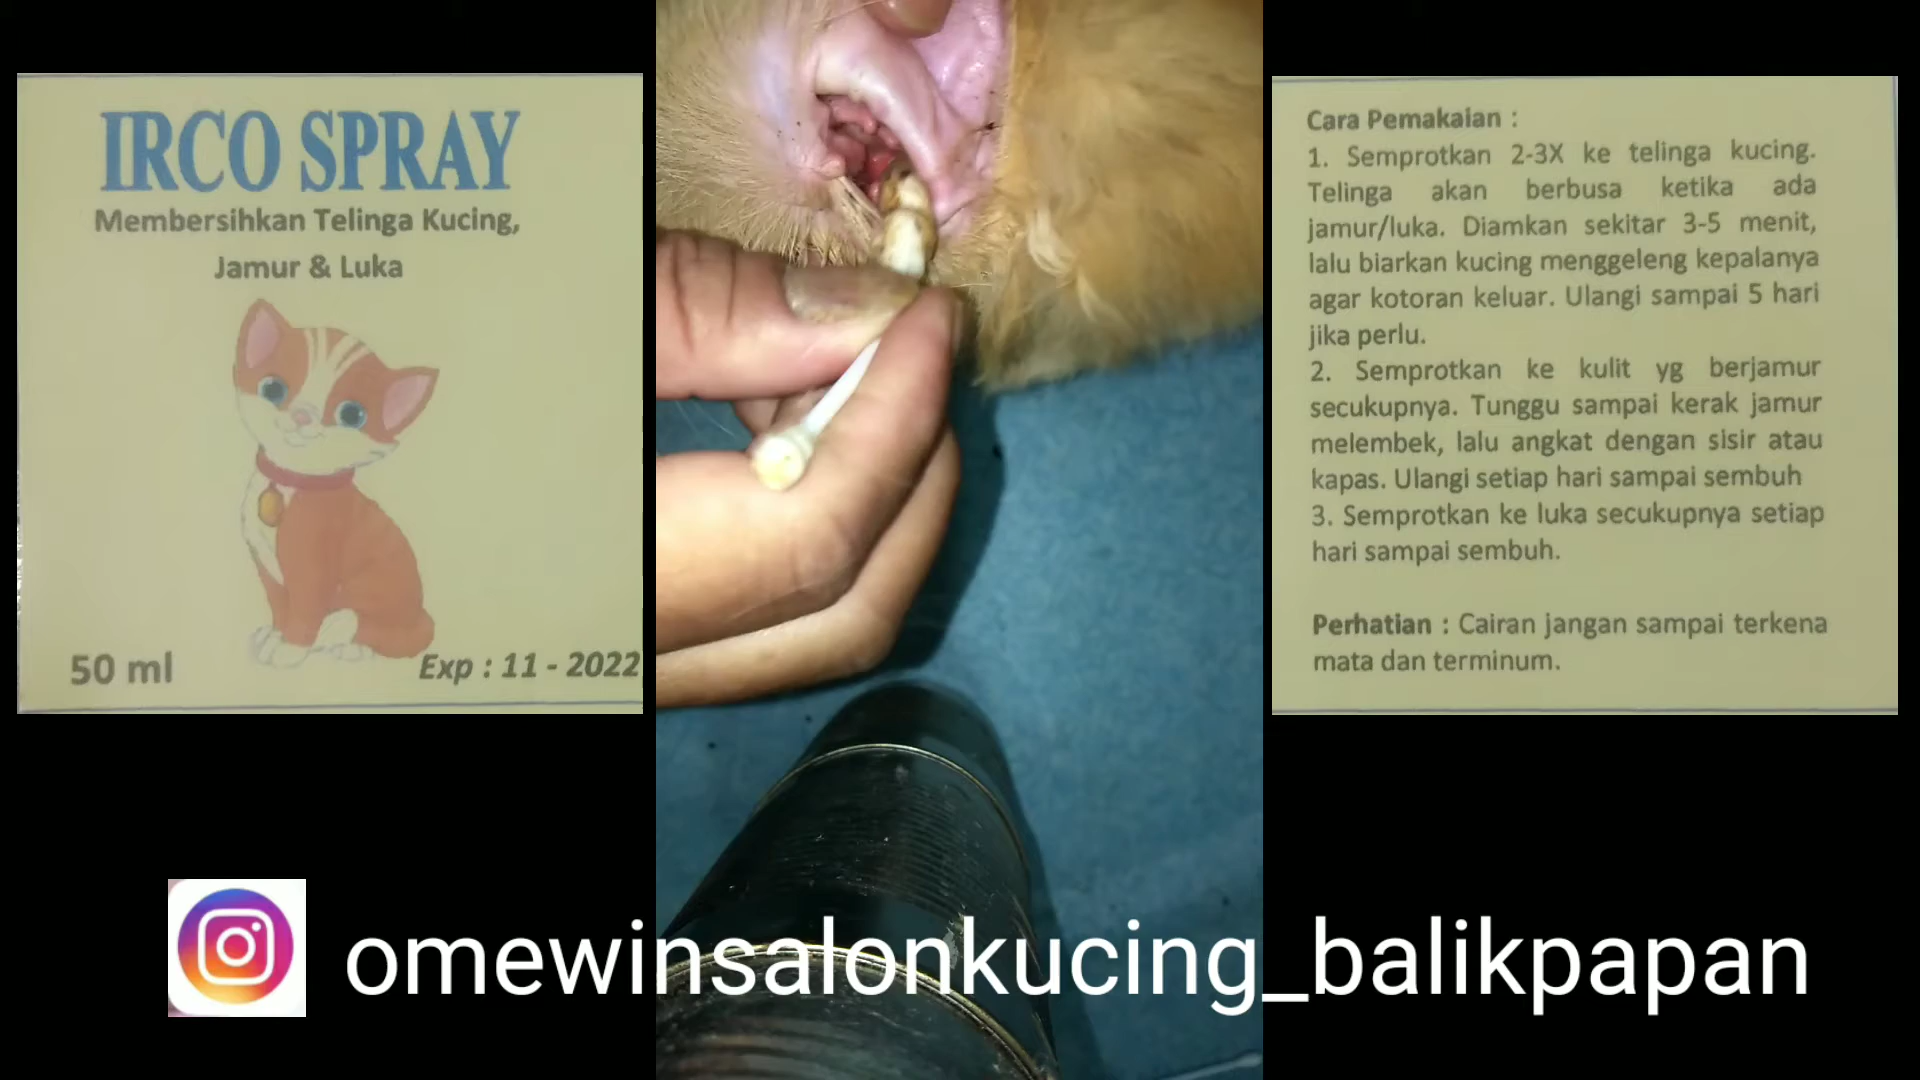 IRCO SPRAY
Membersihkan Telinga Kucing,
Jamur & Luka
50 ml
Exp : 11 - 2022
Cara Pemakaian :
1. Semprotkan 2-3X ke telinga kucing.
Telinga akan berbusa ketika ada
jamur/luka. Diamkan sekitar 3-5 menit,
lalu biarkan kucing menggeleng kepalanya
agar kotoran keluar. Ulangi sampai 5 hari
jika perlu.
2. Semprotkan ke kulit yg berjamur
secukupnya. Tunggu sampai kerak jamur
melembek, lalu angkat dengan sisir atau
kapas. Ulangi setiap hari sampai sembuh
3. Semprotkan ke luka secukupnya setiap
hari sampai sembuh.
Perhatian : Cairan jangan sampai terkena
mata dan terminum.
omewinsalonkucing_balikpapan